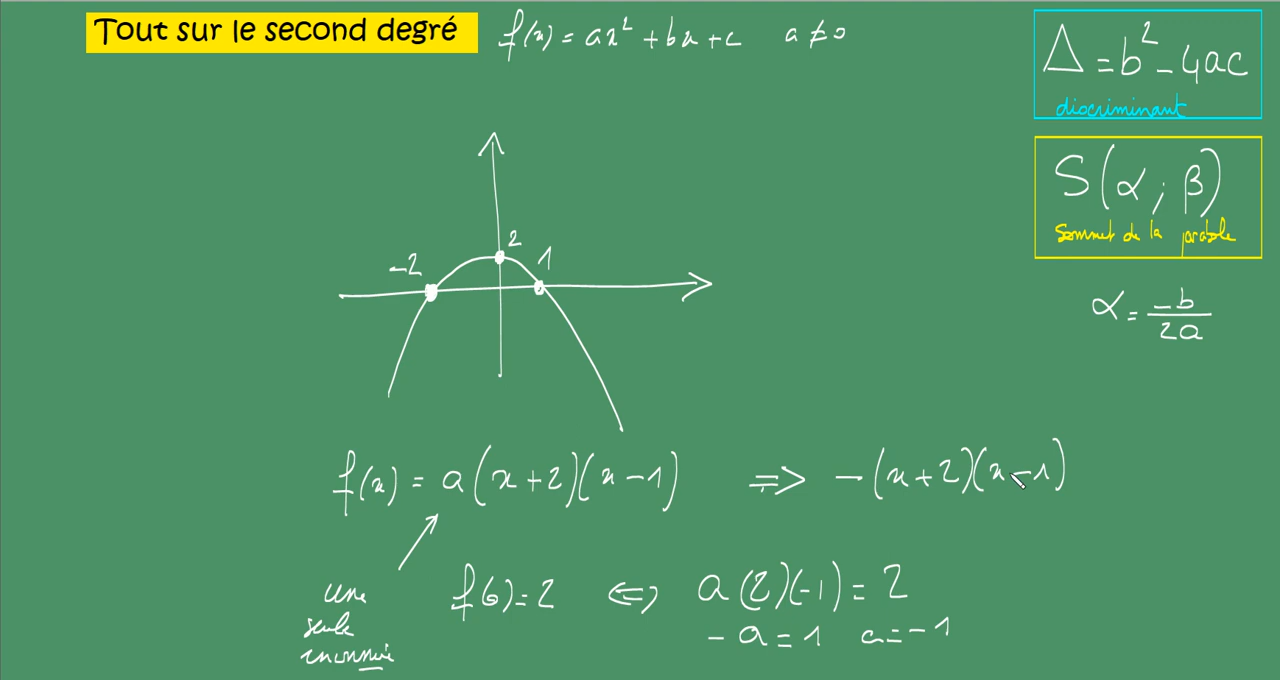 Tout sur le second degré
f(x) = ax² + bx + c a ≠ 0
Δ = b² - 4ac
discriminant
S(α ; β)
Sommet de la parabole
α = -b/2a
2
-2
1
f(x) = a(x+2)(x-1) => -(x+2)(x-1)
une
seule
inconnue
f(0) = 2 <=> a(2)(-1) = 2
-a = 1 a = -1